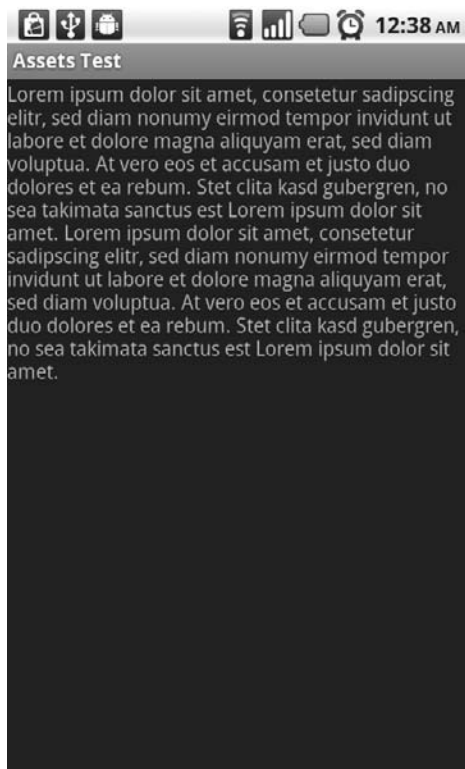 12:38 AM
Assets Test
Lorem ipsum dolor sit amet, consetetur sadipscing
elitr, sed diam nonumy eirmod tempor invidunt ut
labore et dolore magna aliquyam erat, sed diam
voluptua. At vero eos et accusam et justo duo
dolores et ea rebum. Stet clita kasd gubergren, no
sea takimata sanctus est Lorem ipsum dolor sit
amet. Lorem ipsum dolor sit amet, consetetur
sadipscing elitr, sed diam nonumy eirmod tempor
invidunt ut labore et dolore magna aliquyam erat,
sed diam voluptua. At vero eos et accusam et justo
duo dolores et ea rebum. Stet clita kasd gubergren,
no sea takimata sanctus est Lorem ipsum dolor sit
amet.